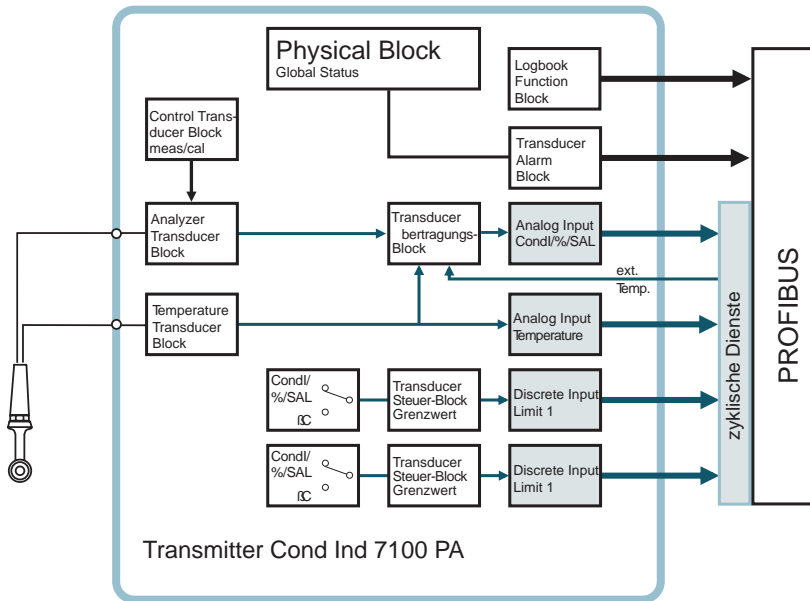 Physical Block
Global Status
Logbook
Function
Block
Control Trans-
ducer Block
meas/cal
Transducer
Alarm
Block
Analyzer
Transducer
Block
Transducer
bertragungs-
Block
Analog Input
CondI/%/SAL
ext.
Temp.
Temperature
Transducer
Block
Analog Input
Temperature
CondI/
%/SAL
ßC
Transducer
Steuer-Block
Grenzwert
Discrete Input
Limit 1
CondI/
%/SAL
ßC
Transducer
Steuer-Block
Grenzwert
Discrete Input
Limit 1
zyklische Dienste
PROFIBUS
Transmitter Cond Ind 7100 PA